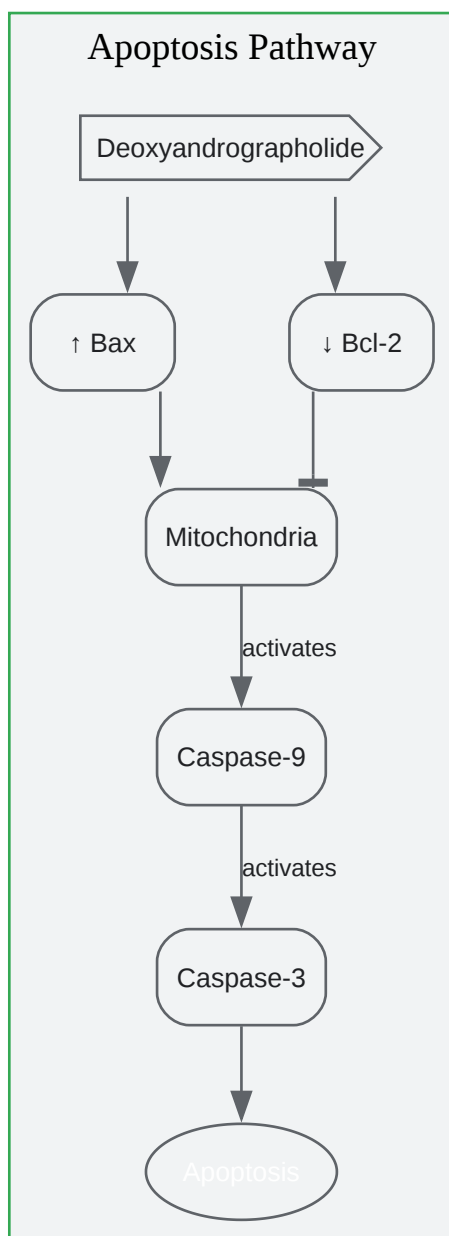 Apoptosis Pathway
Deoxyandrographolide
↑ Bax
↓ Bcl-2
Mitochondria
activates
Caspase-9
activates
Caspase-3
Apoptosis